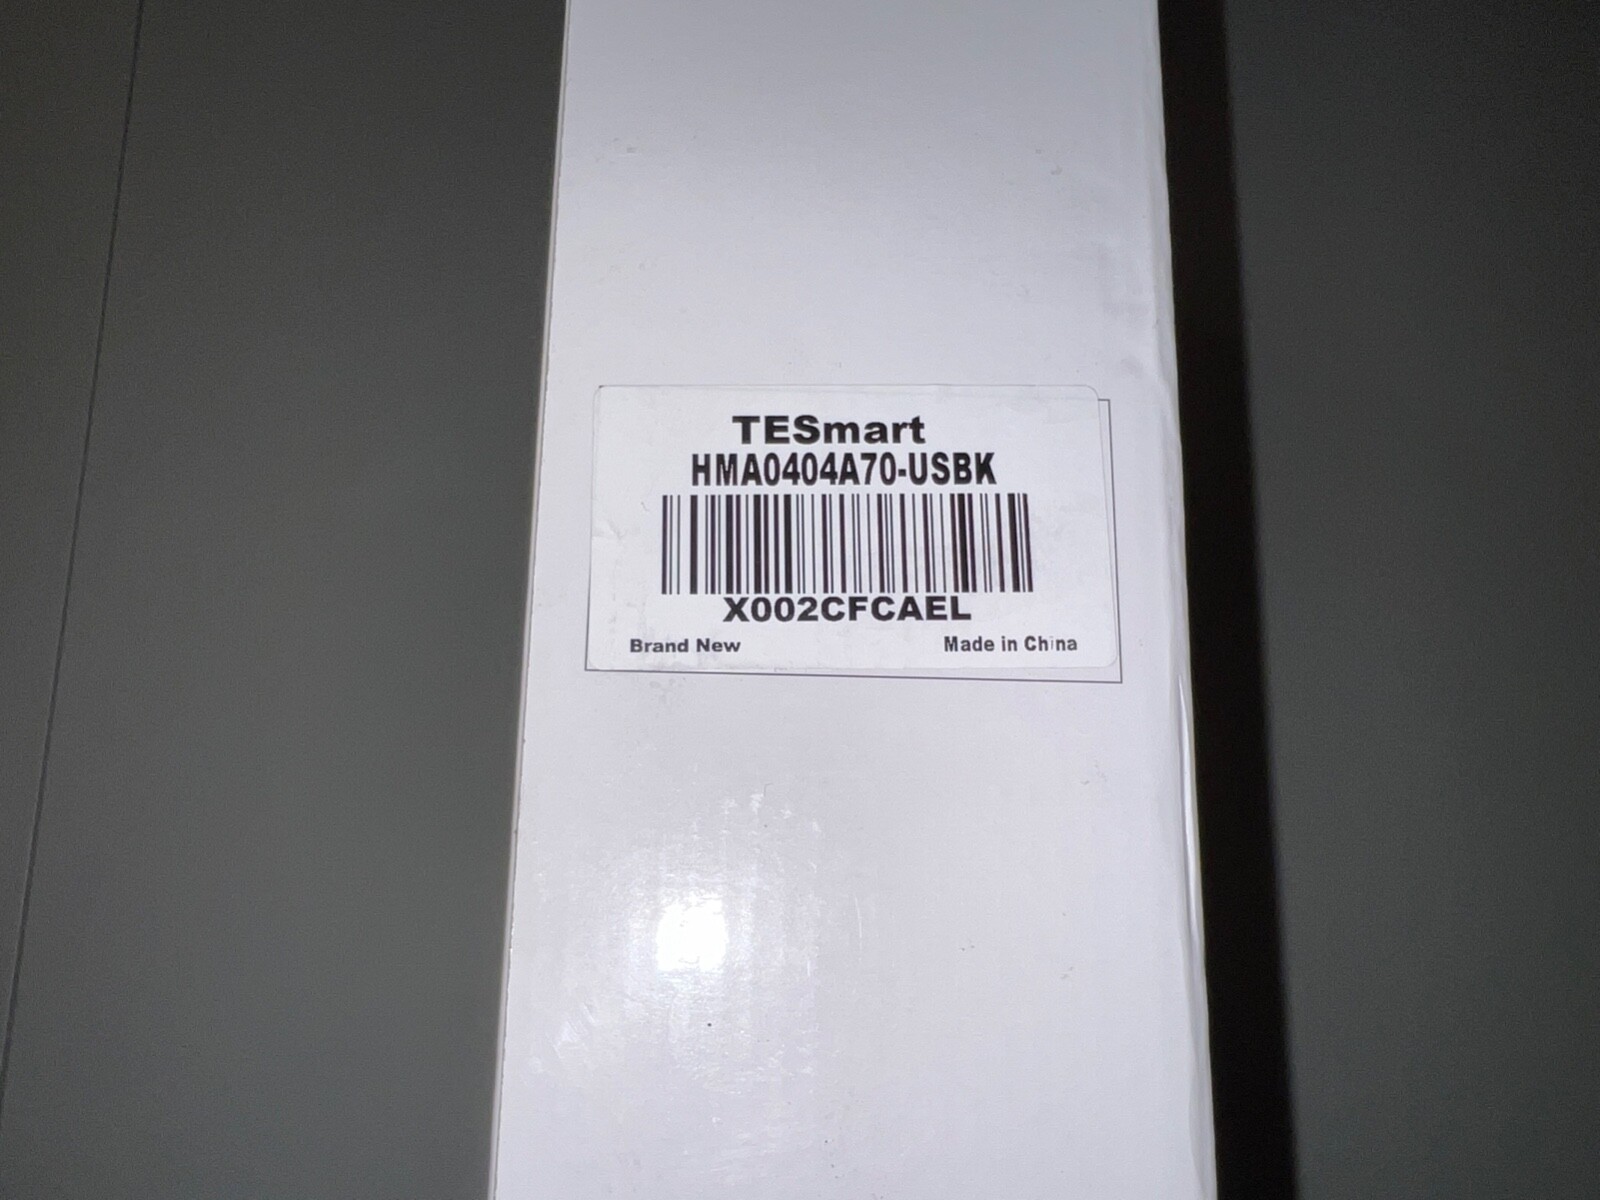 TESmart
HMA0404A70-USBK
X002CFCAEL
Brand New Made in China